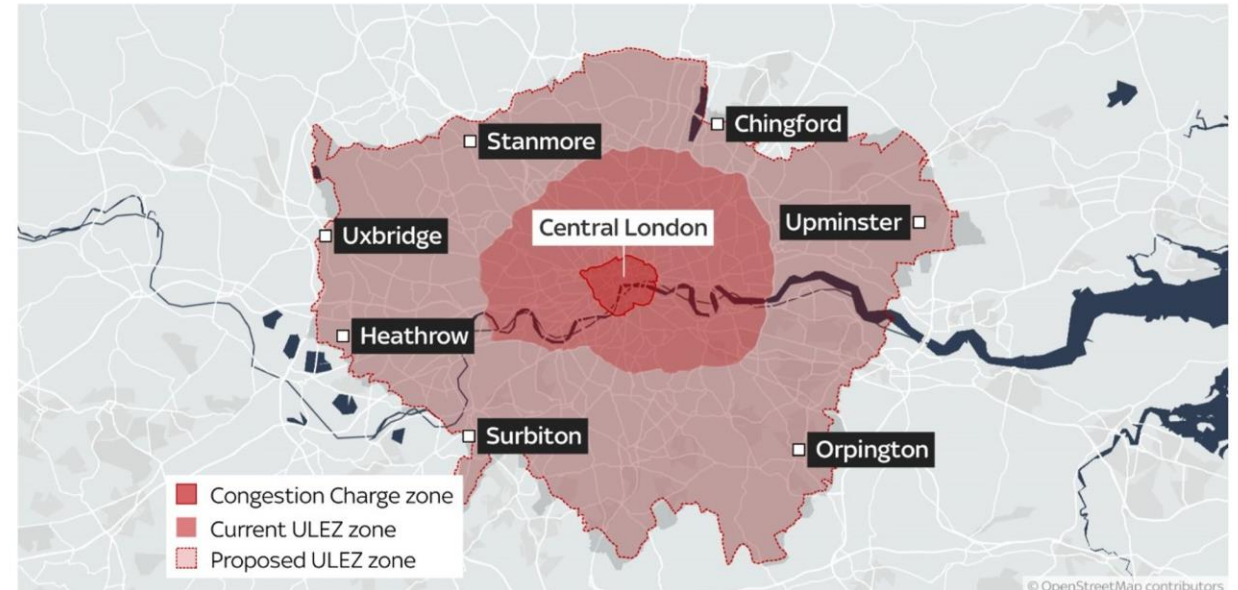 Chingford
Stanmore
Central London
Upminster
Uxbridge
Heathrow
Surbiton
Orpington
Congestion Charge zone
Current ULEZ zone
Proposed ULEZ zone
© OpenStreetMap contributors